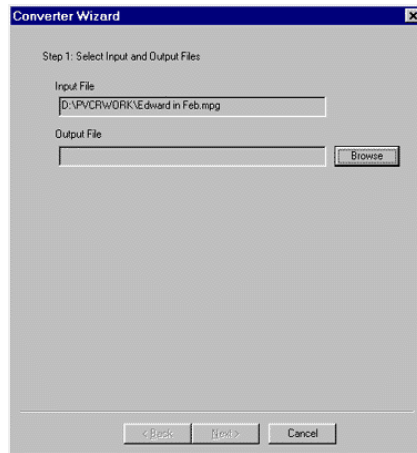 Converter Wizard
Step 1: Select Input and Output Files
Input File
D:\PVCRWORK\Edward in Feb.mpg
Output File
Browse
< Back Next > Cancel